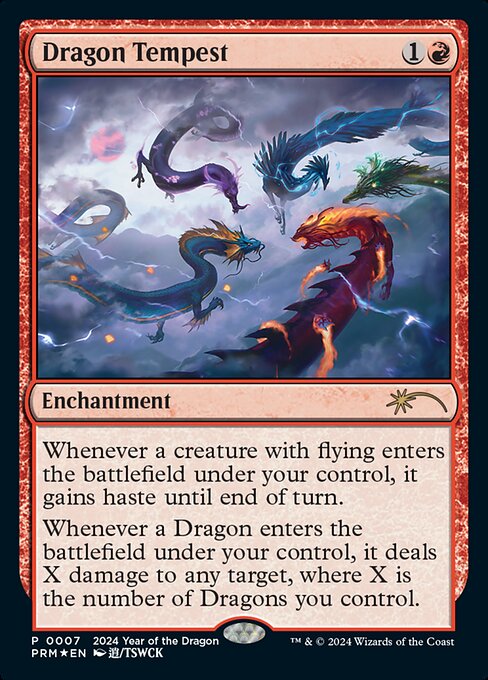 Dragon Tempest 1
Enchantment
Whenever a creature with flying enters
the battlefield under your control, it
gains haste until end of turn.
Whenever a Dragon enters the
battlefield under your control, it deals
X damage to any target, where X is
the number of Dragons you control.
P 0007 2024 Year of the Dragon
™ & © 2024 Wizards of the Coast
PRM★EN 逍/TSWCK